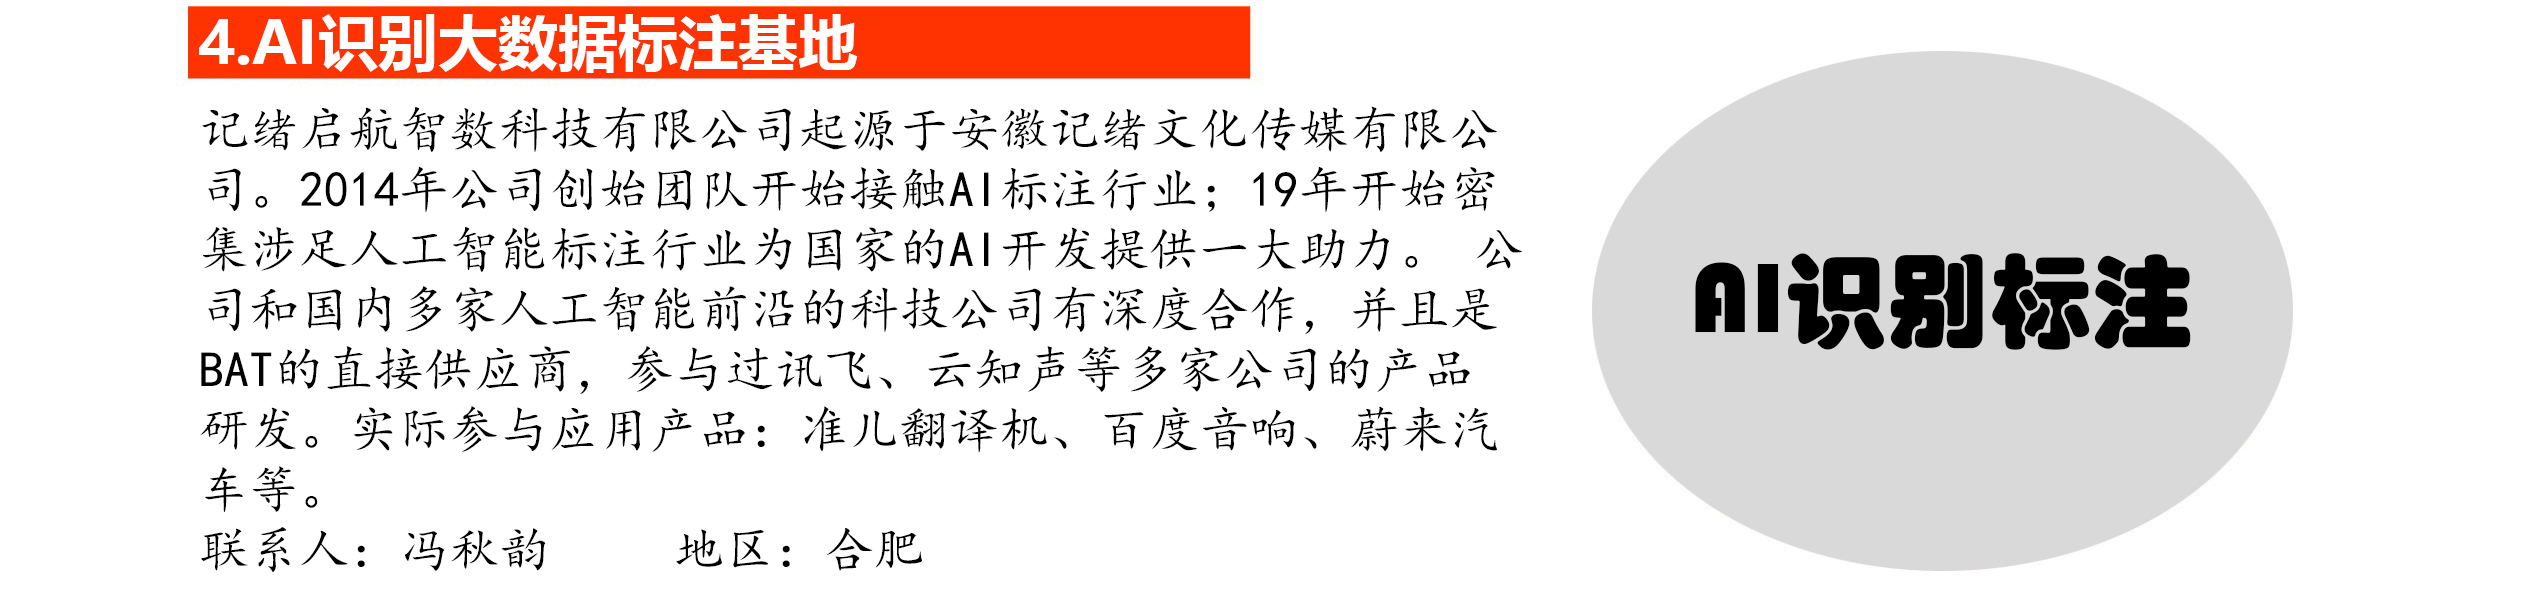 4.AI识别大数据标注基地
记绪启航智数科技有限公司起源于安徽记绪文化传媒有限公
司。2014年公司创始团队开始接触AI标注行业；19年开始密
集涉足人工智能标注行业为国家的AI开发提供一大助力。 公
司和国内多家人工智能前沿的科技公司有深度合作，并且是
BAT的直接供应商，参与过讯飞、云知声等多家公司的产品
研发。实际参与应用产品：准儿翻译机、百度音响、蔚来汽
车等。
联系人：冯秋韵 地区：合肥
AI识别标注